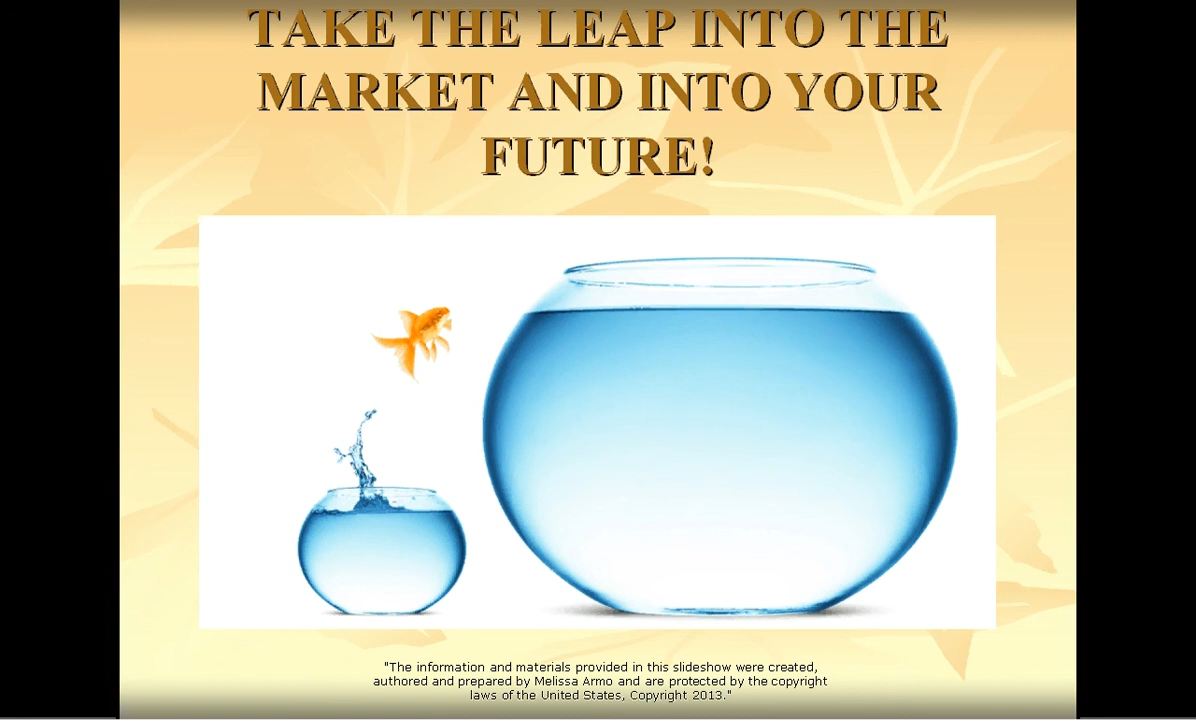 TAKE THE LEAP INTO THE
MARKET AND INTO YOUR
FUTURE!
"The information and materials provided in this slideshow were created,
authored and prepared by Melissa Armo and are protected by the copyright
laws of the United States, Copyright 2013."